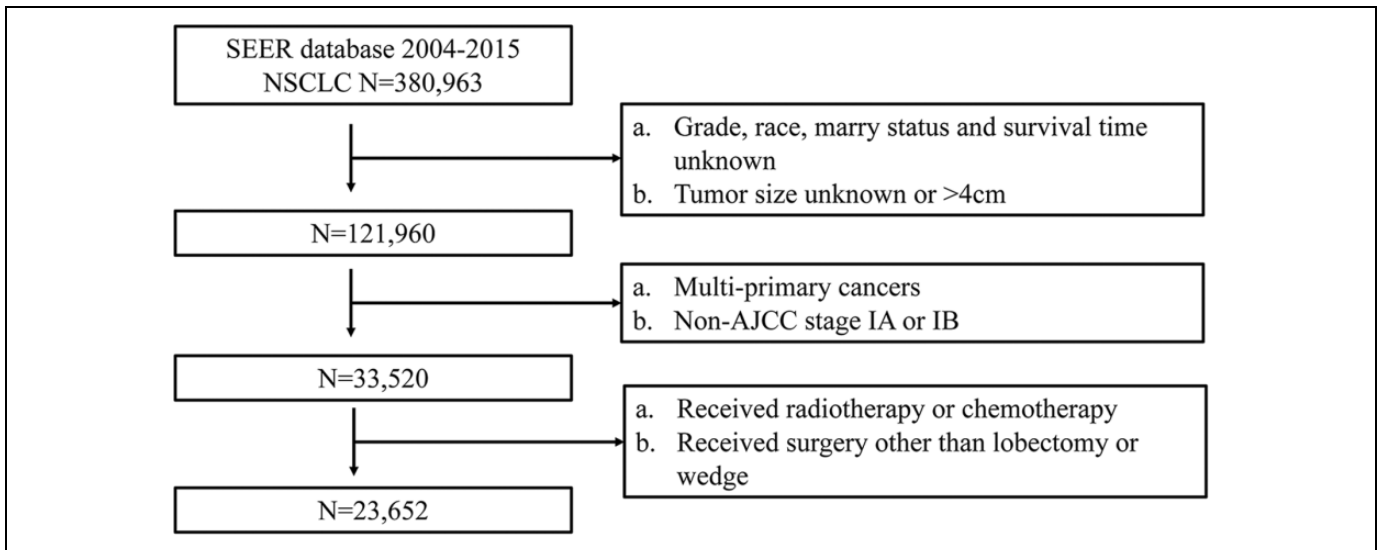 SEER database 2004-2015
NSCLC N=380,963
a. Grade, race, marry status and survival time
unknown
b. Tumor size unknown or >4cm
N=121,960
a. Multi-primary cancers
b. Non-AJCC stage IA or IB
N=33,520
a. Received radiotherapy or chemotherapy
b. Received surgery other than lobectomy or
wedge
N=23,652